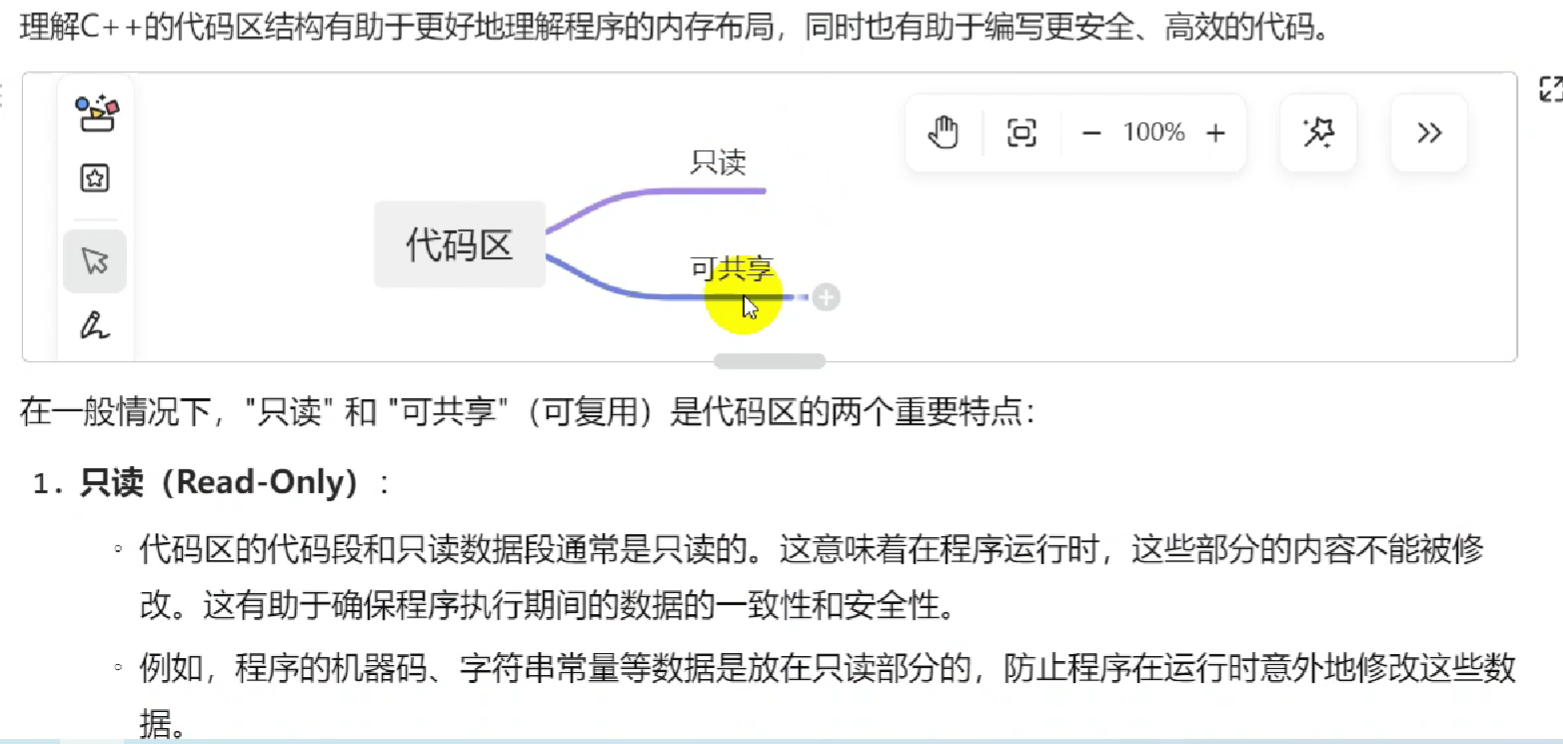 理解C++的代码区结构有助于更好地理解程序的内存布局，同时也有助于编写更安全、高效的代码。
100%
只读
代码区
可共享
在一般情况下，"只读" 和 "可共享"（可复用）是代码区的两个重要特点：
1. 只读（Read-Only）：
◦ 代码区的代码段和只读数据段通常是只读的。这意味着在程序运行时，这些部分的内容不能被修
改。这有助于确保程序执行期间的数据的一致性和安全性。
◦ 例如，程序的机器码、字符串常量等数据是放在只读部分的，防止程序在运行时意外地修改这些数
据。